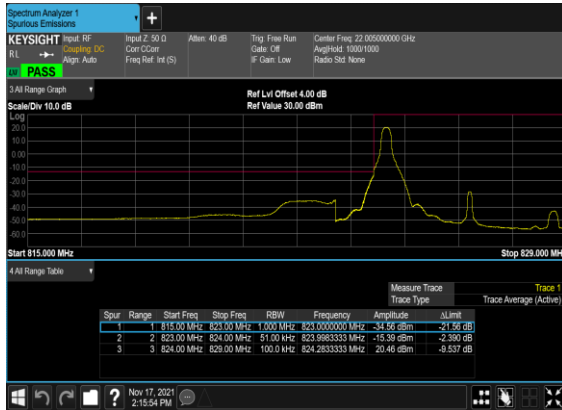 Spectrum Analyzer 1
Spurious Emissions
+
KEYSIGHT Input: RF Input Z: 50 Ω Atten: 40 dB Trig: Free Run Center Freq: 22.005000000 GHz
RL Coupling: DC Corr CCorr Gate: Off Avg|Hold: 1000/1000
Align: Auto Freq Ref: Int (S) IF Gain: Low Radio Std: None
PASS
3 All Range Graph
Ref Lvl Offset 4.00 dB
Scale/Div 10.0 dB Ref Value 30.00 dBm
Log
20.0
10.0
0.00
-10.0
-20.0
-30.0
-40.0
-50.0
-60.0
Start 815.000 MHz Stop 829.000 MH
4 All Range Table
Measure Trace Trace 1
Trace Type Trace Average (Active)
Spur Range Start Freq Stop Freq RBW Frequency Amplitude ΔLimit
1 1 815.00 MHz 823.00 MHz 1.000 MHz 823.0000000 MHz -34.56 dBm -21.56 dB
2 2 823.00 MHz 824.00 MHz 51.00 kHz 823.9983333 MHz -15.39 dBm -2.390 dB
3 3 824.00 MHz 829.00 MHz 100.0 kHz 824.2833333 MHz 20.46 dBm -9.537 dB
? Nov 17, 2021
2:15:54 PM